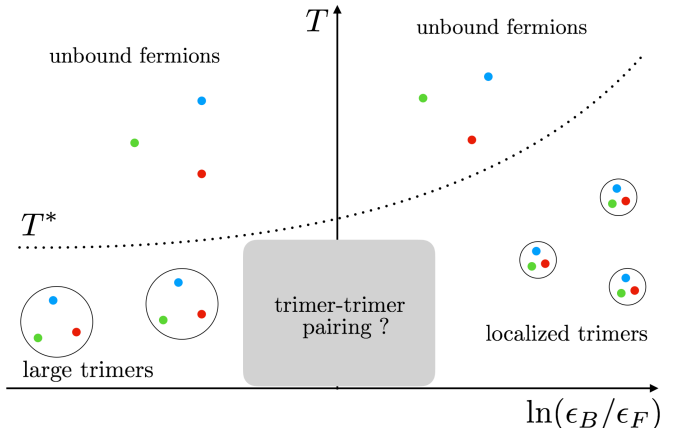 T
unbound fermions
unbound fermions
T*
trimer-trimer
pairing ?
localized trimers
large trimers
ln(ϵ_B/ϵ_F)